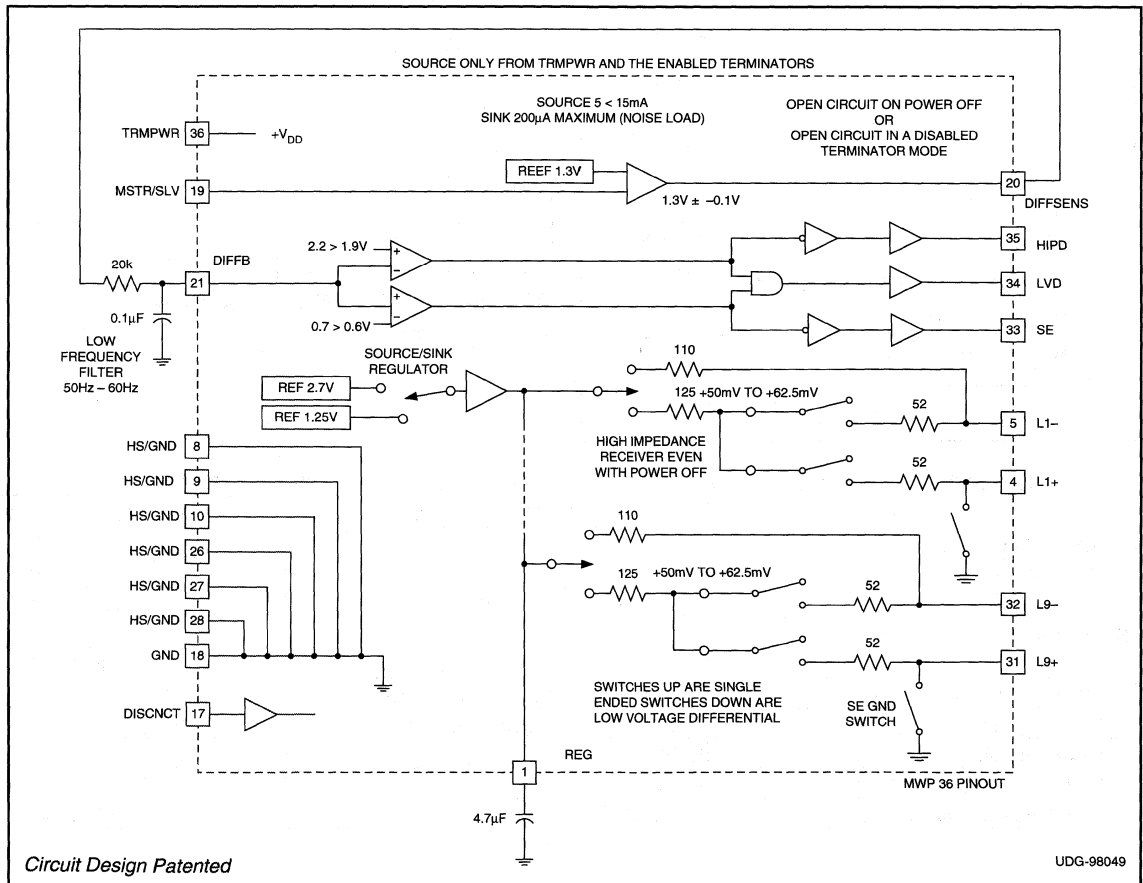 SOURCE ONLY FROM TRMPWR AND THE ENABLED TERMINATORS
SOURCE 5 < 15mA
SINK 200µA MAXIMUM (NOISE LOAD)
OPEN CIRCUIT ON POWER OFF
OR
OPEN CIRCUIT IN A DISABLED
TERMINATOR MODE
TRMPWR
36
+VDD
REEF 1.3V
MSTR/SLV
19
1.3V ± –0.1V
20
DIFFSENS
35
HIPD
2.2 > 1.9V
+
–
20k
21
DIFFB
34
LVD
+
–
0.1µF
0.7 > 0.6V
33
SE
LOW
FREQUENCY
FILTER
50Hz – 60Hz
SOURCE/SINK
REGULATOR
110
REF 2.7V
125
+50mV TO +62.5mV
52
REF 1.25V
5
L1–
HIGH IMPEDANCE
RECEIVER EVEN
WITH POWER OFF
HS/GND
8
52
HS/GND
9
4
L1+
HS/GND
10
110
HS/GND
26
125
+50mV TO +62.5mV
HS/GND
27
52
32
L9–
HS/GND
28
52
GND
18
31
L9+
SWITCHES UP ARE SINGLE
ENDED SWITCHES DOWN ARE
LOW VOLTAGE DIFFERENTIAL
SE GND
SWITCH
DISCNCT
17
REG
1
MWP 36 PINOUT
4.7µF
Circuit Design Patented
UDG-98049